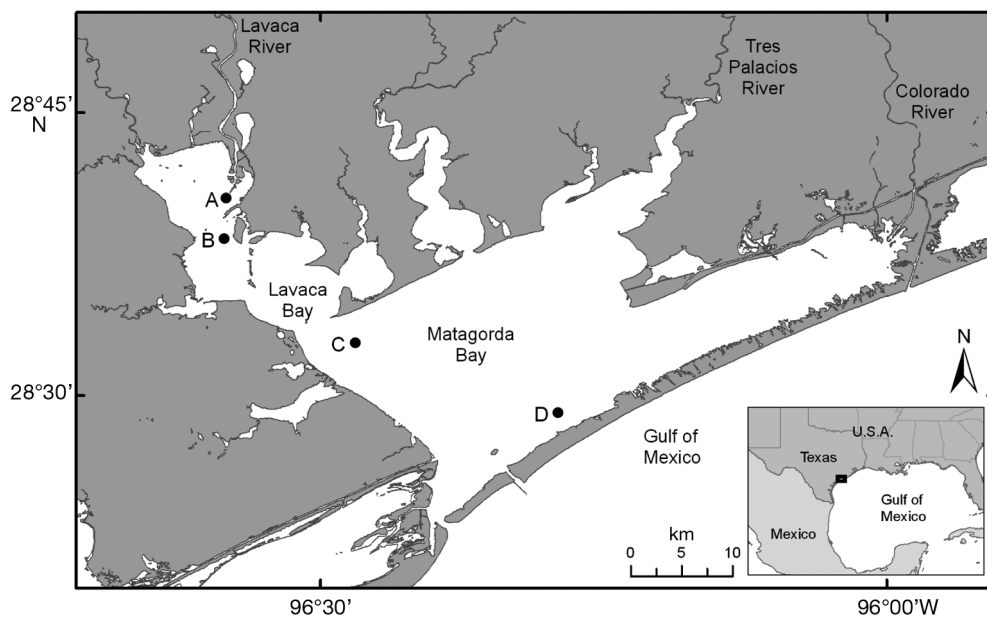 Lavaca
River
Tres
Palacios
River
Colorado
River
28°45'
N
A
B
Lavaca
Bay
C
Matagorda
Bay
28°30'
D
Gulf of
Mexico
N
U.S.A.
Texas
Gulf of
Mexico
Mexico
km
0 5 10
96°30'
96°00'W